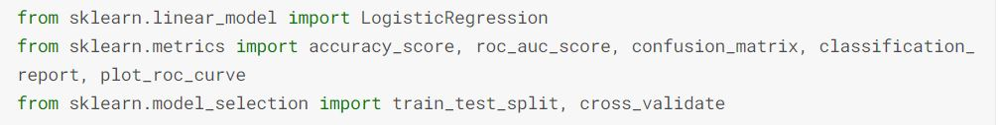 from sklearn.linear_model import LogisticRegression
from sklearn.metrics import accuracy_score, roc_auc_score, confusion_matrix, classification_
report, plot_roc_curve
from sklearn.model_selection import train_test_split, cross_validate